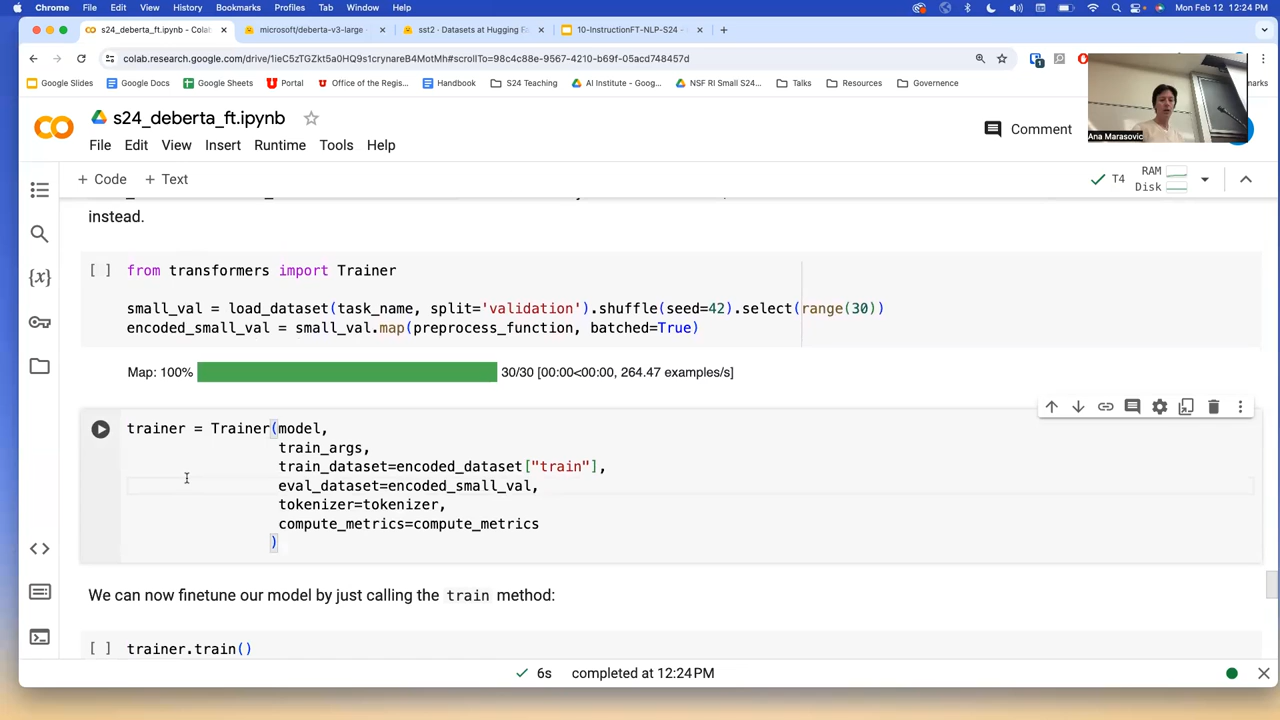 Chrome File Edit View History Bookmarks Profiles Tab Window Help
Mon Feb 12 12:24 PM
s24_deberta_ft.ipynb - Colab
microsoft/deberta-v3-large
sst2 · Datasets at Hugging Fa
10-InstructionFT-NLP-S24 -
colab.research.google.com/drive/1ieC5zTGZkt5a0HQ9s1crynareB4MotMh#scrollTo=98c4c88e-9567-4210-b69f-05acd748457d
Google Slides
Google Docs
Google Sheets
Portal
Office of the Regis...
Handbook
S24 Teaching
AI Institute - Goog...
NSF RI Small S24...
Talks
Resources
Governence
Ana Marasovic
s24_deberta_ft.ipynb
File Edit View Insert Runtime Tools Help
Comment
+ Code + Text
T4
RAM
Disk
instead.
[ ] from transformers import Trainer
small_val = load_dataset(task_name, split='validation').shuffle(seed=42).select(range(30))
encoded_small_val = small_val.map(preprocess_function, batched=True)
Map: 100% 30/30 [00:00<00:00, 264.47 examples/s]
trainer = Trainer(model,
train_args,
train_dataset=encoded_dataset["train"],
eval_dataset=encoded_small_val,
tokenizer=tokenizer,
compute_metrics=compute_metrics
)
We can now finetune our model by just calling the train method:
[ ] trainer.train()
6s completed at 12:24 PM